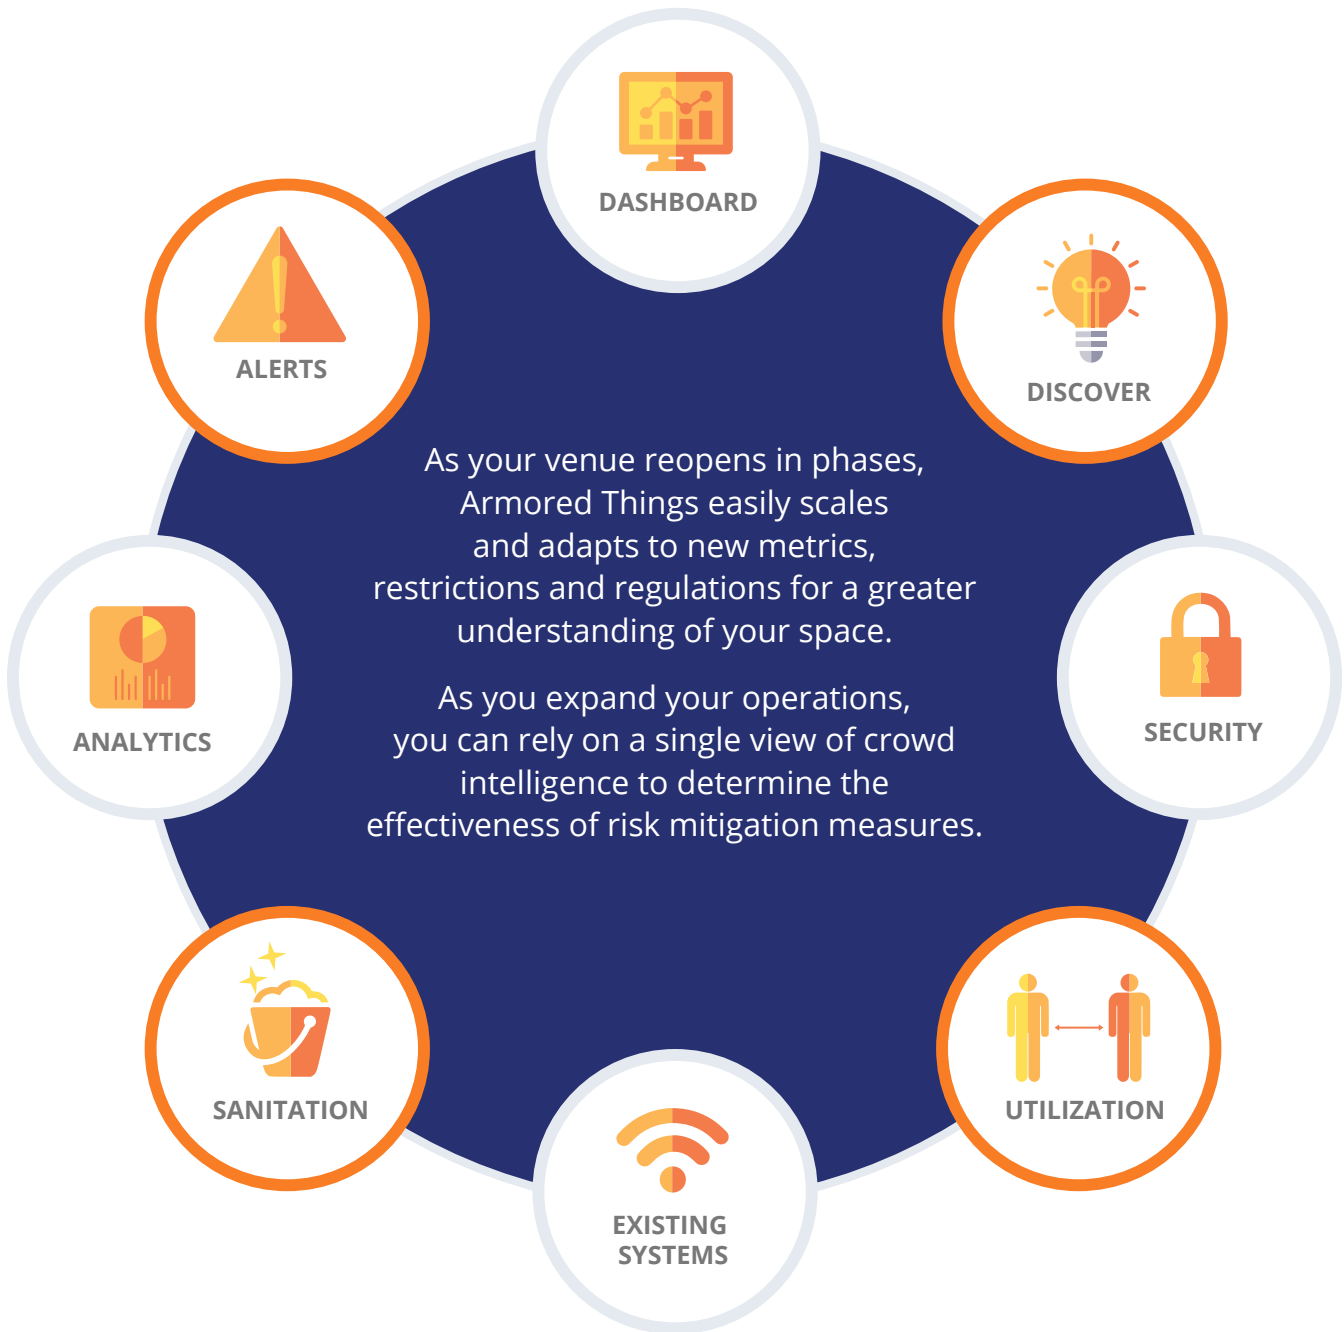 DASHBOARD
ALERTS
DISCOVER
As your venue reopens in phases,
Armored Things easily scales
and adapts to new metrics,
restrictions and regulations for a greater
understanding of your space.
As you expand your operations,
you can rely on a single view of crowd
intelligence to determine the
effectiveness of risk mitigation measures.
ANALYTICS
SECURITY
SANITATION
UTILIZATION
EXISTING
SYSTEMS